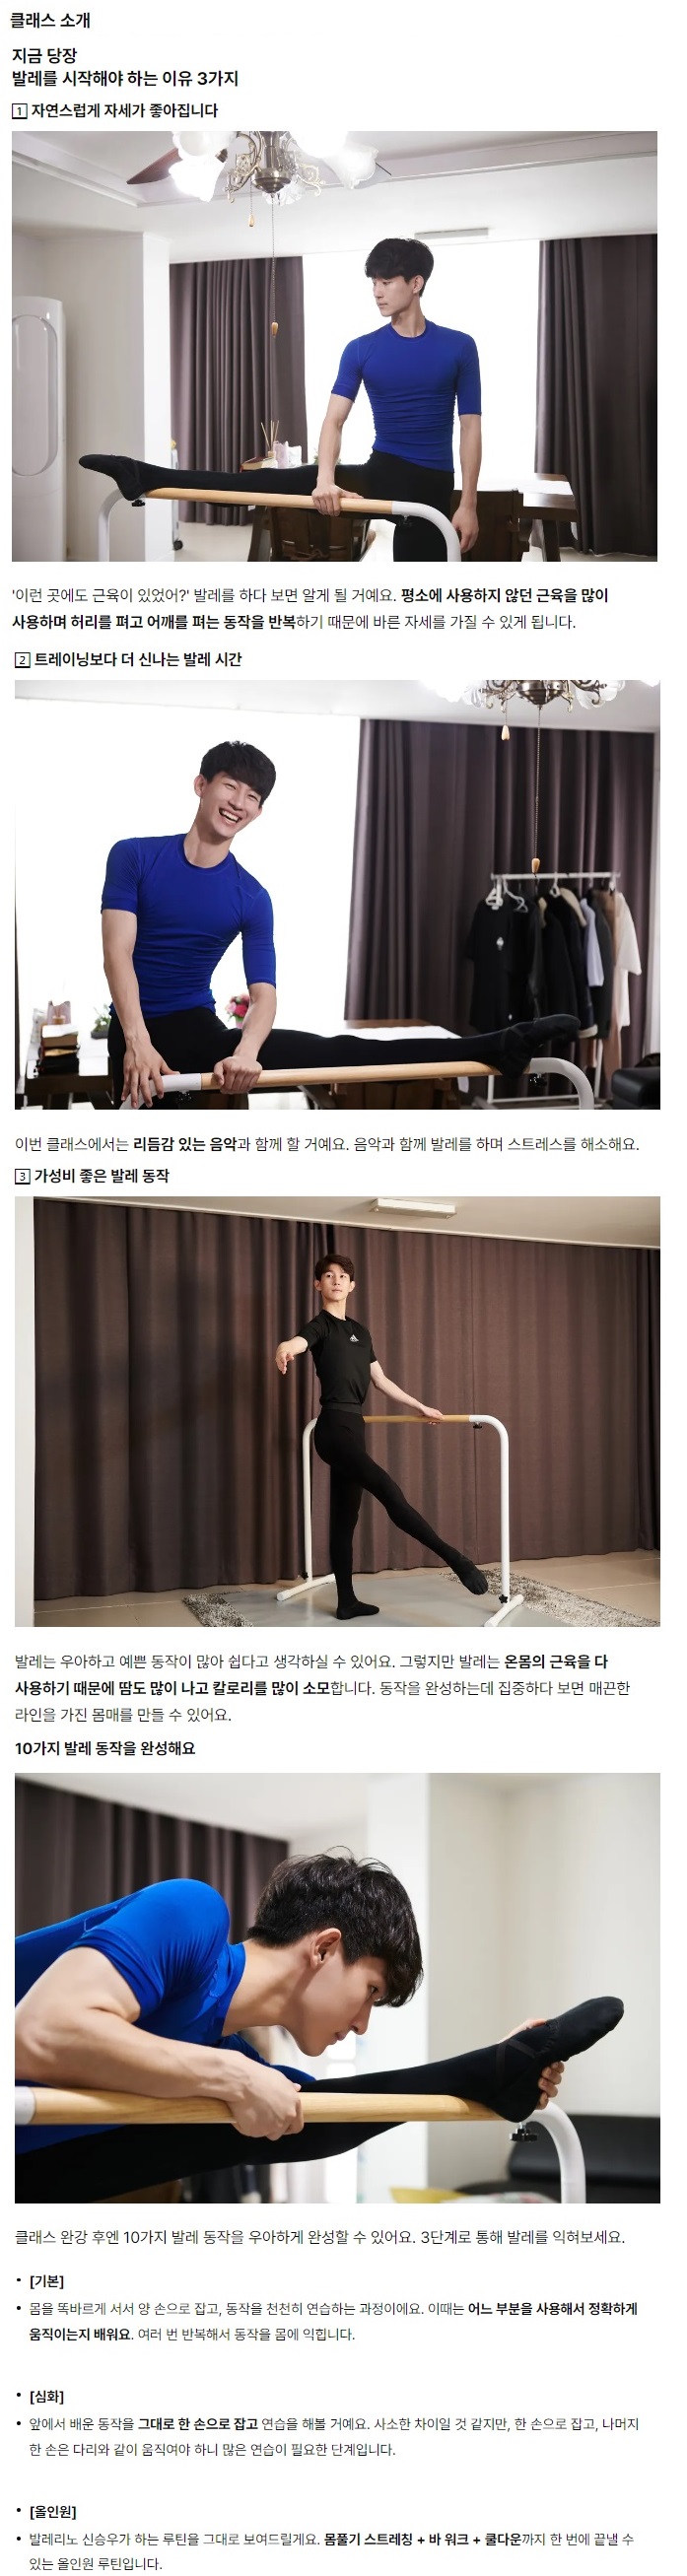 클래스 소개
지금 당장
발레를 시작해야 하는 이유 3가지
1 자연스럽게 자세가 좋아집니다
'이런 곳에도 근육이 있었어?' 발레를 하다 보면 알게 될 거예요. 평소에 사용하지 않던 근육을 많이
사용하며 허리를 펴고 어깨를 펴는 동작을 반복하기 때문에 바른 자세를 가질 수 있게 됩니다.
2 트레이닝보다 더 신나는 발레 시간
이번 클래스에서는 리듬감 있는 음악과 함께 할 거예요. 음악과 함께 발레를 하며 스트레스를 해소해요.
3 가성비 좋은 발레 동작
발레는 우아하고 예쁜 동작이 많아 쉽다고 생각하실 수 있어요. 그렇지만 발레는 온몸의 근육을 다
사용하기 때문에 땀도 많이 나고 칼로리를 많이 소모합니다. 동작을 완성하는데 집중하다 보면 매끈한
라인을 가진 몸매를 만들 수 있어요.
10가지 발레 동작을 완성해요
클래스 완강 후엔 10가지 발레 동작을 우아하게 완성할 수 있어요. 3단계로 통해 발레를 익혀보세요.
• [기본]
• 몸을 똑바르게 서서 양 손으로 잡고, 동작을 천천히 연습하는 과정이에요. 이때는 어느 부분을 사용해서 정확하게
움직이는지 배워요. 여러 번 반복해서 동작을 몸에 익힙니다.
• [심화]
• 앞에서 배운 동작을 그대로 한 손으로 잡고 연습을 해볼 거예요. 사소한 차이일 것 같지만, 한 손으로 잡고, 나머지
한 손은 다리와 같이 움직여야 하니 많은 연습이 필요한 단계입니다.
• [올인원]
• 발레리노 신승우가 하는 루틴을 그대로 보여드릴게요. 몸풀기 스트레칭 + 바 워크 + 쿨다운까지 한 번에 끝낼 수
있는 올인원 루틴입니다.